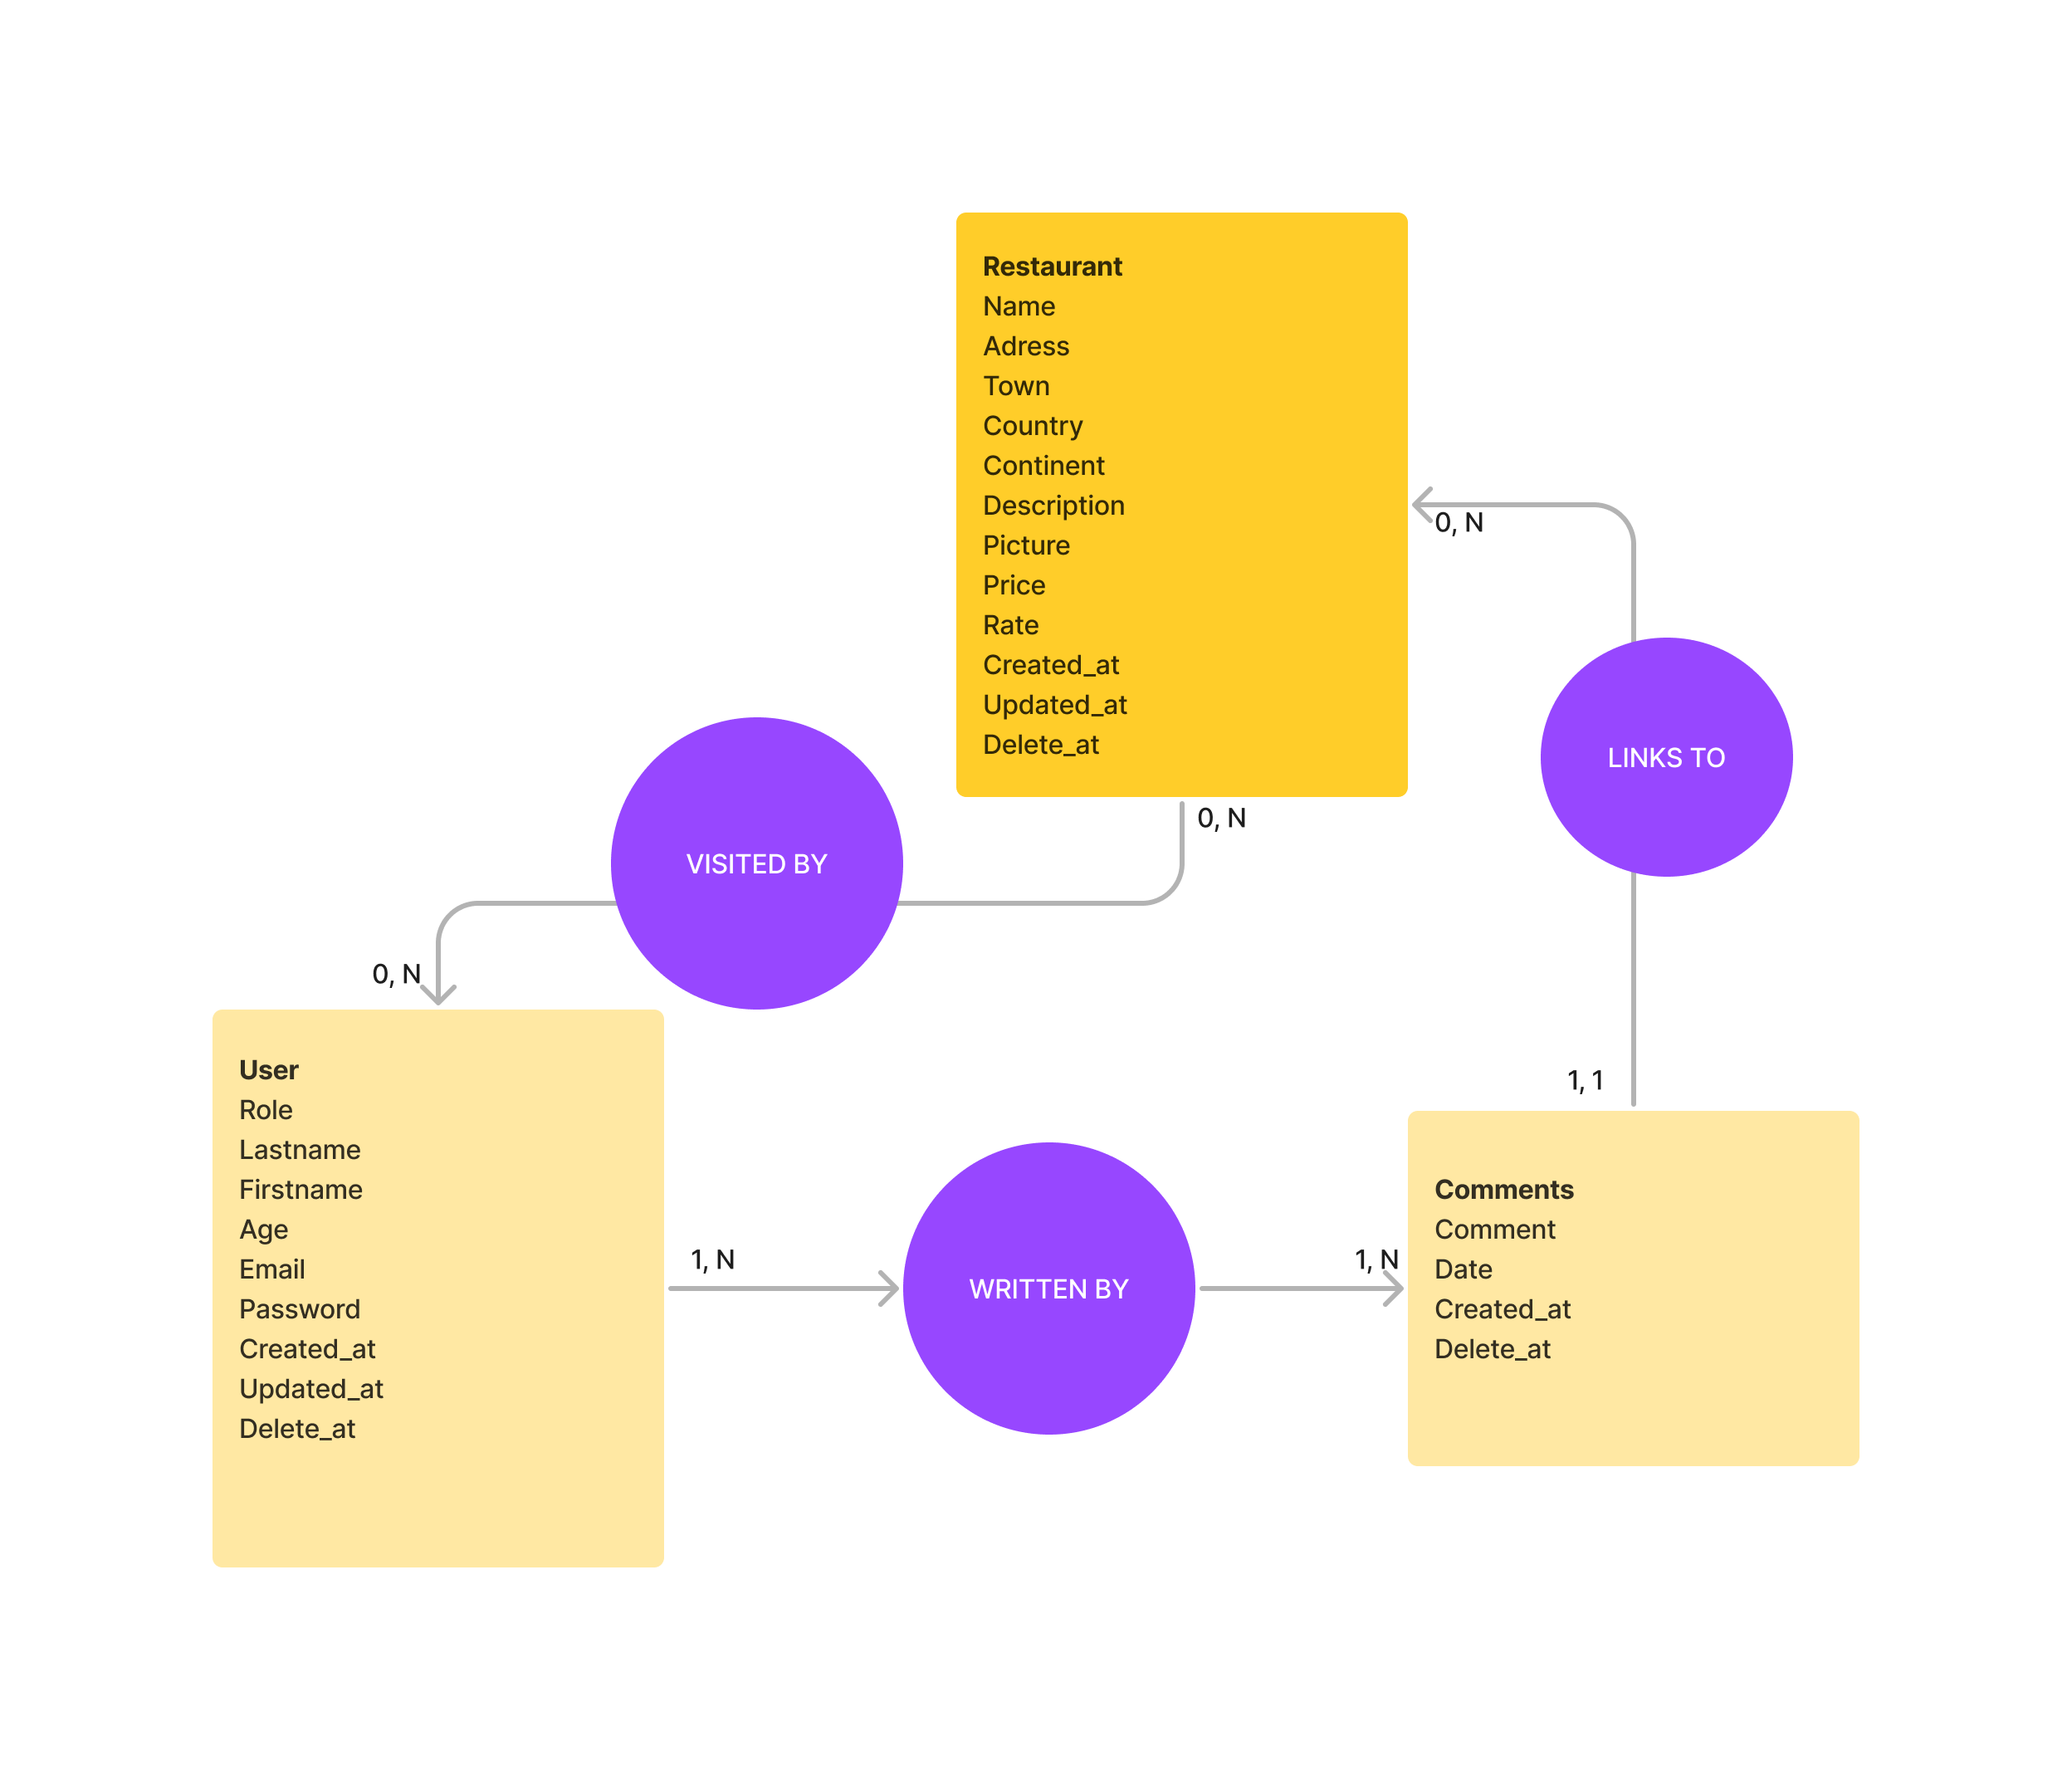 Restaurant
Name
Adress
Town
Country
Continent
Description
Picture
Price
Rate
Created_at
Updated_at
Delete_at
0, N
LINKS TO
0, N
VISITED BY
0, N
1, 1
User
Role
Lastname
Firstname
Age
Email
Password
Created_at
Updated_at
Delete_at
1, N
WRITTEN BY
1, N
Comments
Comment
Date
Created_at
Delete_at